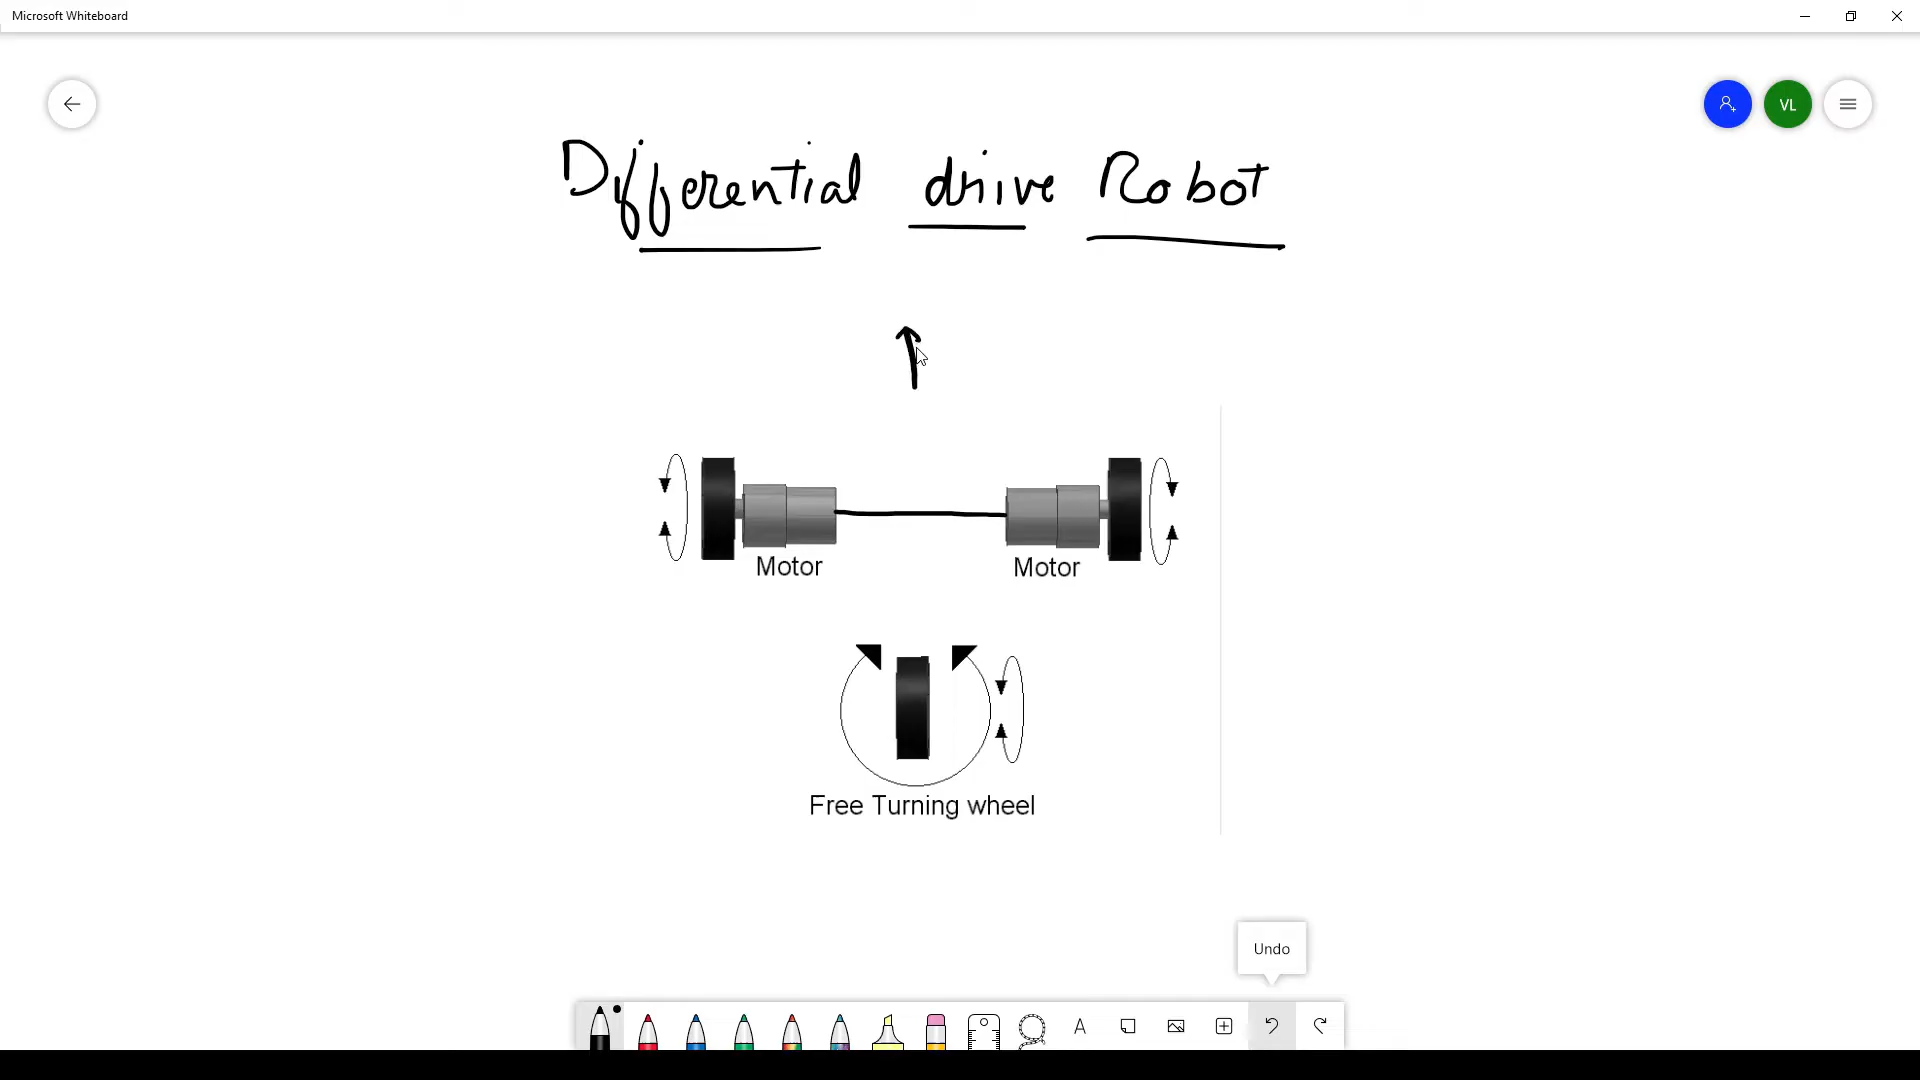 Microsoft Whiteboard
VL
Differential drive Robot
Motor
Motor
Free Turning wheel
Undo
A